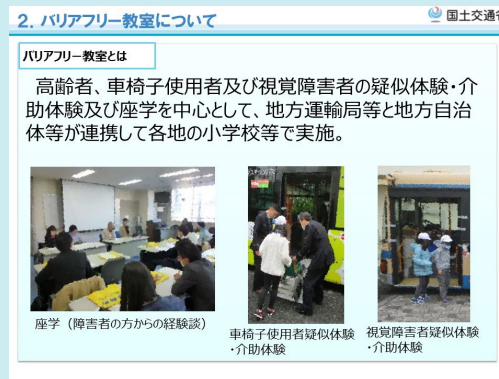 2. バリアフリー教室について
国土交通
バリアフリー教室とは
高齢者、車椅子使用者及び視覚障害者の疑似体験・介
助体験及び座学を中心として、地方運輸局等と地方自治
体等が連携して各地の小学校等で実施。
座学（障害者の方からの経験談）
車椅子使用者疑似体験
・介助体験
視覚障害者疑似体験
・介助体験